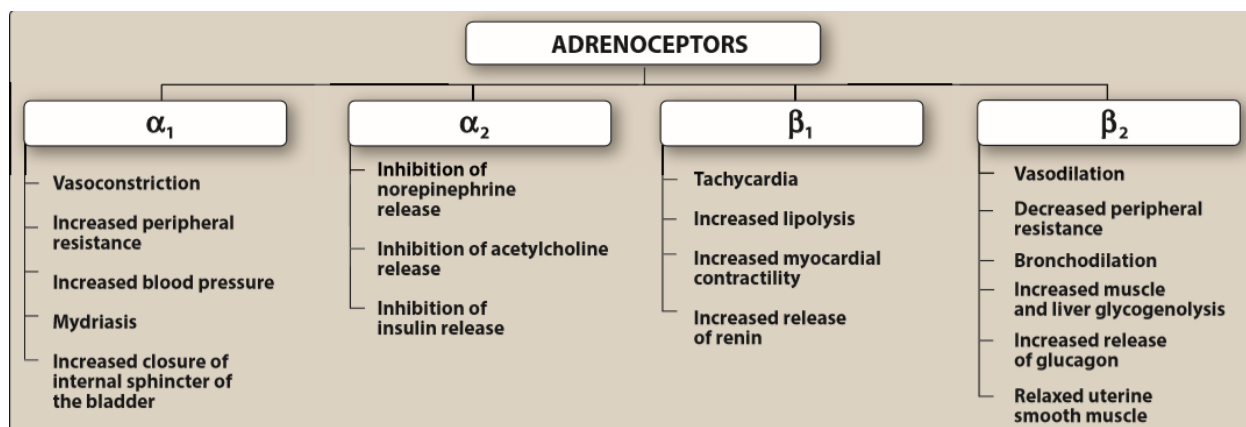 ADRENOCEPTORS
α₁
Vasoconstriction
Increased peripheral
resistance
Increased blood pressure
Mydriasis
Increased closure of
internal sphincter of
the bladder
α₂
Inhibition of
norepinephrine
release
Inhibition of acetylcholine
release
Inhibition of
insulin release
β₁
Tachycardia
Increased lipolysis
Increased myocardial
contractility
Increased release
of renin
β₂
Vasodilation
Decreased peripheral
resistance
Bronchodilation
Increased muscle
and liver glycogenolysis
Increased release
of glucagon
Relaxed uterine
smooth muscle